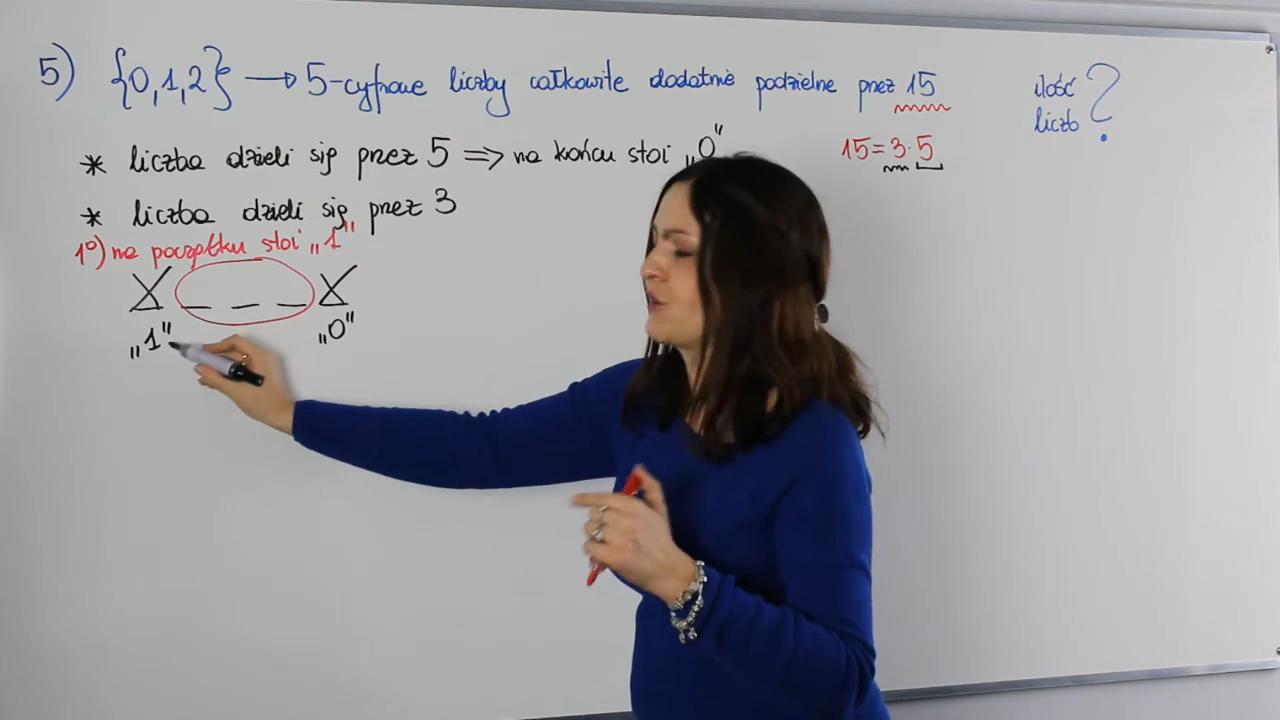 5) {0,1,2} → 5-cyfrowe liczby całkowite dodatnie podzielne przez 15
ilość
liczb ?
15=3·5
* liczba dzieli się przez 5 ⇒ na końcu stoi „0"
* liczba dzieli się przez 3
1°) na początku stoi „1"
X _ _ _ X
„1" „0"